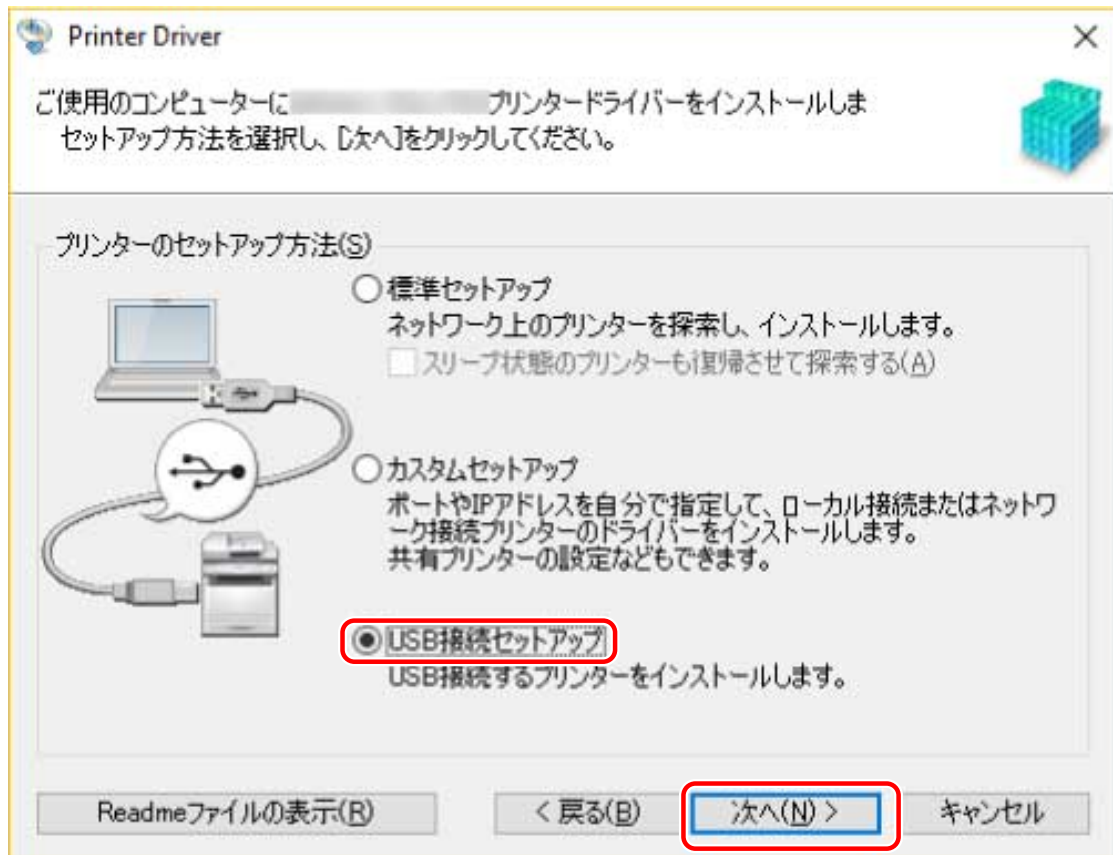 Printer Driver
ご使用のコンピューターに プリンタードライバーをインストールしま
セットアップ方法を選択し、[次へ]をクリックしてください。
プリンターのセットアップ方法(S)
標準セットアップ
ネットワーク上のプリンターを探索し、インストールします。
スリープ状態のプリンターも復帰させて探索する(A)
カスタムセットアップ
ポートやIPアドレスを自分で指定して、ローカル接続またはネットワ
ーク接続プリンターのドライバーをインストールします。
共有プリンターの設定などもできます。
USB接続セットアップ
USB接続するプリンターをインストールします。
Readmeファイルの表示(R)
< 戻る(B)
次へ(N) >
キャンセル